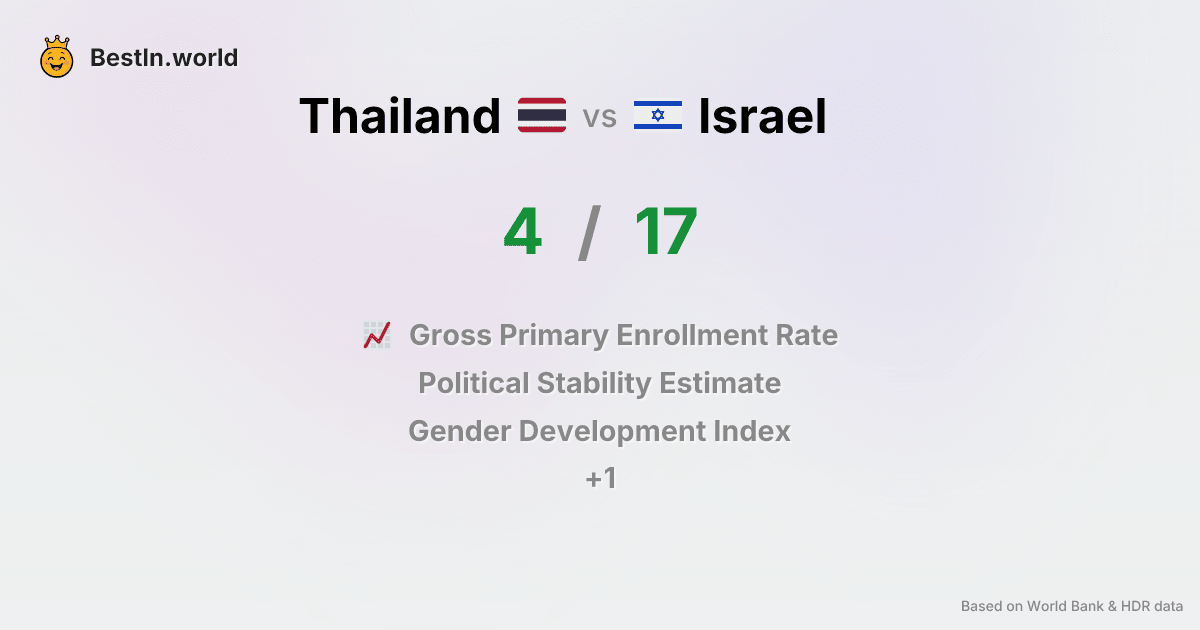 BestIn.world
Thailand vs Israel
4 / 17
Gross Primary Enrollment Rate
Political Stability Estimate
Gender Development Index
+1
Based on World Bank & HDR data